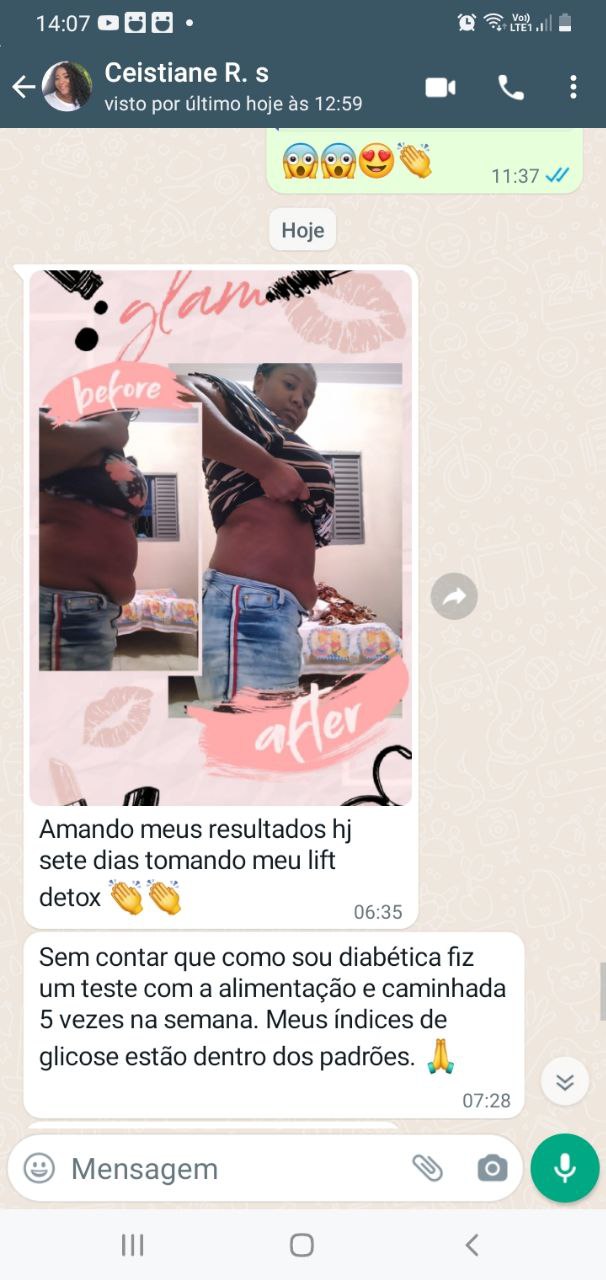 14:07
Vo))
LTE1
Ceistiane R. s
visto por último hoje às 12:59
😱😱😍👏
11:37
Hoje
glam
before
after
Amando meus resultados hj
sete dias tomando meu lift
detox 👏👏
06:35
Sem contar que como sou diabética fiz
um teste com a alimentação e caminhada
5 vezes na semana. Meus índices de
glicose estão dentro dos padrões. 🙏
07:28
Mensagem